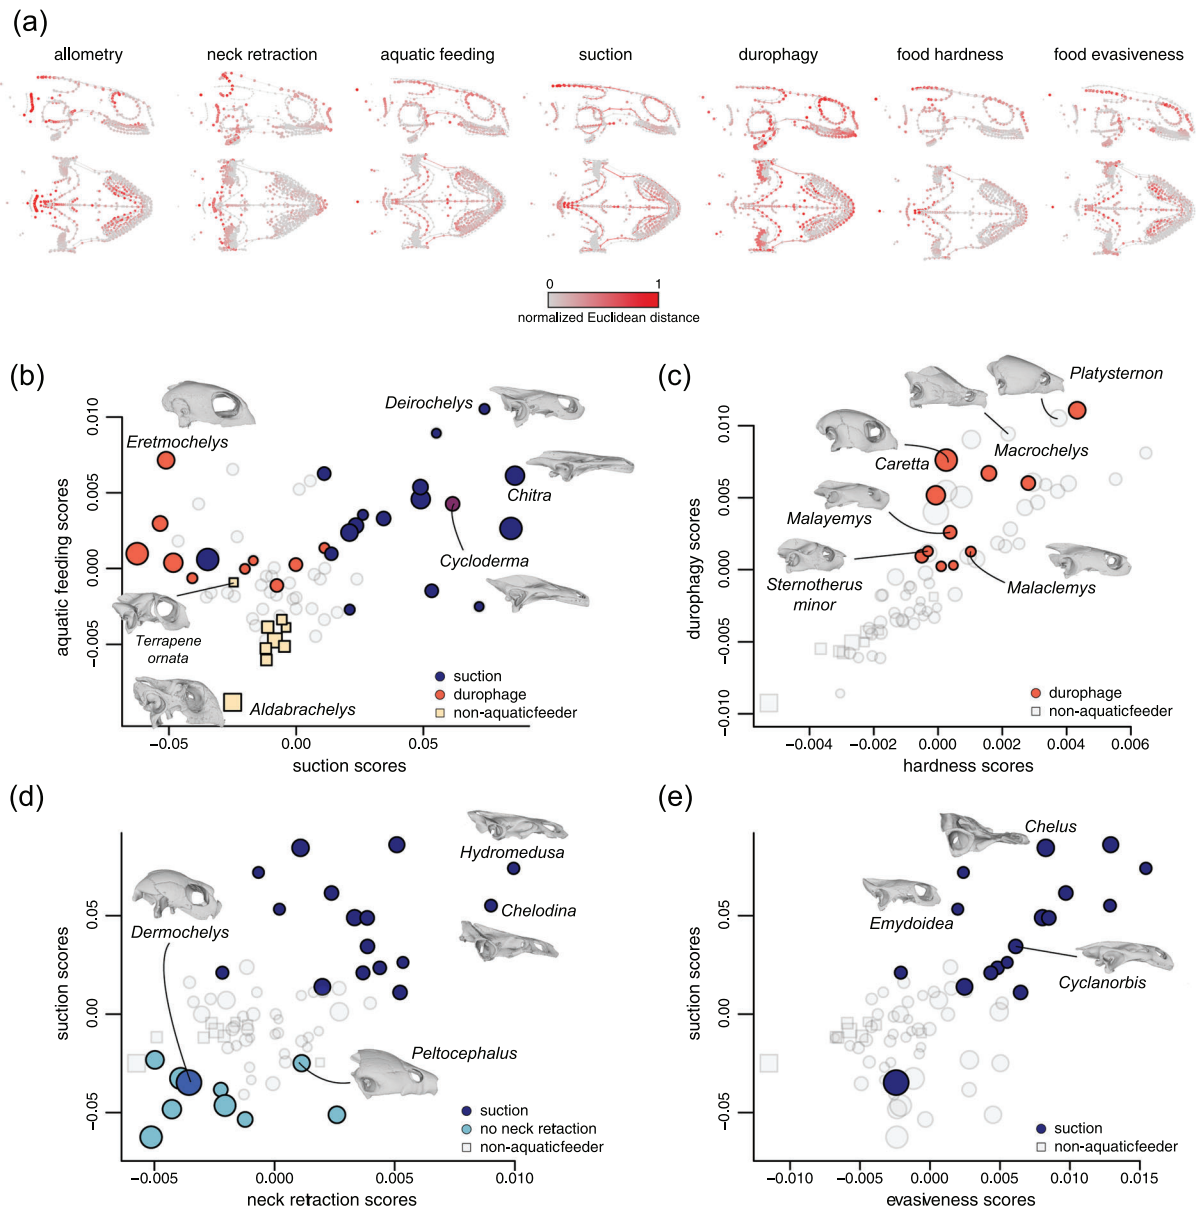 (a)
allometry neck retraction aquatic feeding suction durophagy food hardness food evasiveness
0 1
normalized Euclidean distance
(b)
aquatic feeding scores
0.010
0.005
0.000
−0.005
Eretmochelys
Deirochelys
Chitra
Cycloderma
Terrapene
ornata
Aldabrachelys
suction
durophage
non-aquaticfeeder
−0.05 0.00 0.05
suction scores
(c)
durophagy scores
0.010
0.005
0.000
−0.005
−0.010
Platysternon
Macrochelys
Caretta
Malayemys
Sternotherus
minor
Malaclemys
durophage
non-aquaticfeeder
−0.004 −0.002 0.000 0.002 0.004 0.006
hardness scores
(d)
suction scores
0.05
0.00
−0.05
Hydromedusa
Chelodina
Dermochelys
Peltocephalus
suction
no neck retaction
non-aquaticfeeder
−0.005 0.000 0.005 0.010
neck retraction scores
(e)
suction scores
0.05
0.00
−0.05
Chelus
Emydoidea
Cyclanorbis
suction
non-aquaticfeeder
−0.010 −0.005 0.000 0.005 0.010 0.015
evasiveness scores